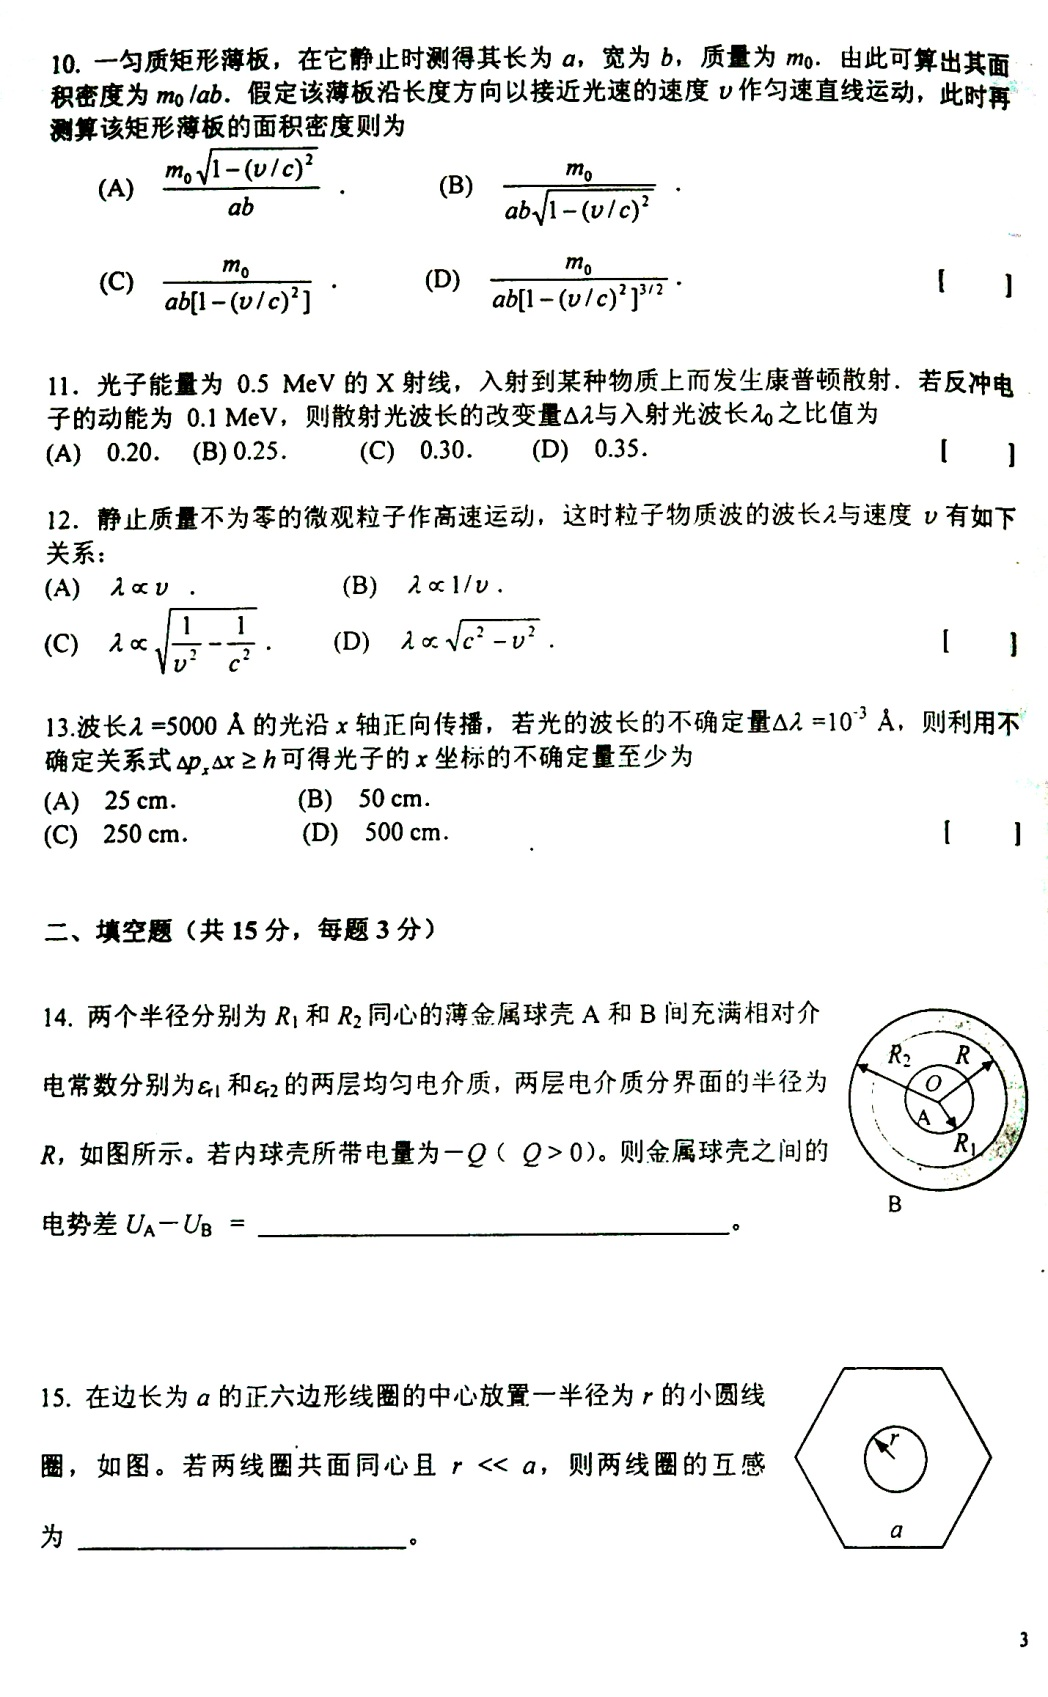 10. 一匀质矩形薄板，在它静止时测得其长为 a，宽为 b，质量为 m₀．由此可算出其面
积密度为 m₀ /ab．假定该薄板沿长度方向以接近光速的速度 υ 作匀速直线运动，此时再
测算该矩形薄板的面积密度则为
(A) m₀√(1−(υ/c)²) / ab ． (B) m₀ / ab√(1−(υ/c)²) ．
(C) m₀ / ab[1−(υ/c)²] ． (D) m₀ / ab[1−(υ/c)²]^(3/2) ． [ ]
11．光子能量为 0.5 MeV 的 X 射线，入射到某种物质上而发生康普顿散射．若反冲电
子的动能为 0.1 MeV，则散射光波长的改变量Δλ与入射光波长λ₀之比值为
(A) 0.20． (B) 0.25． (C) 0.30． (D) 0.35． [ ]
12．静止质量不为零的微观粒子作高速运动，这时粒子物质波的波长λ与速度 υ 有如下
关系：
(A) λ∝υ ． (B) λ∝1/υ ．
(C) λ∝√(1/υ² − 1/c²) ． (D) λ∝√(c²−υ²) ． [ ]
13.波长λ =5000 Å 的光沿 x 轴正向传播，若光的波长的不确定量Δλ =10⁻³ Å，则利用不
确定关系式Δpₓ Δx ≥ h可得光子的 x 坐标的不确定量至少为
(A) 25 cm． (B) 50 cm．
(C) 250 cm． (D) 500 cm． [ ]
二、填空题（共 15 分，每题 3 分）
14. 两个半径分别为 R₁ 和 R₂ 同心的薄金属球壳 A 和 B 间充满相对介
电常数分别为εr1 和εr2 的两层均匀电介质，两层电介质分界面的半径为
R，如图所示。若内球壳所带电量为－Q（ Q＞0）。则金属球壳之间的
电势差 U_A－U_B = ＿＿＿＿＿＿＿＿。
R₂
R
O
A
R₁
B
15. 在边长为 a 的正六边形线圈的中心放置一半径为 r 的小圆线
圈，如图。若两线圈共面同心且 r << a，则两线圈的互感
为 ＿＿＿＿＿＿＿＿。
r
a
3